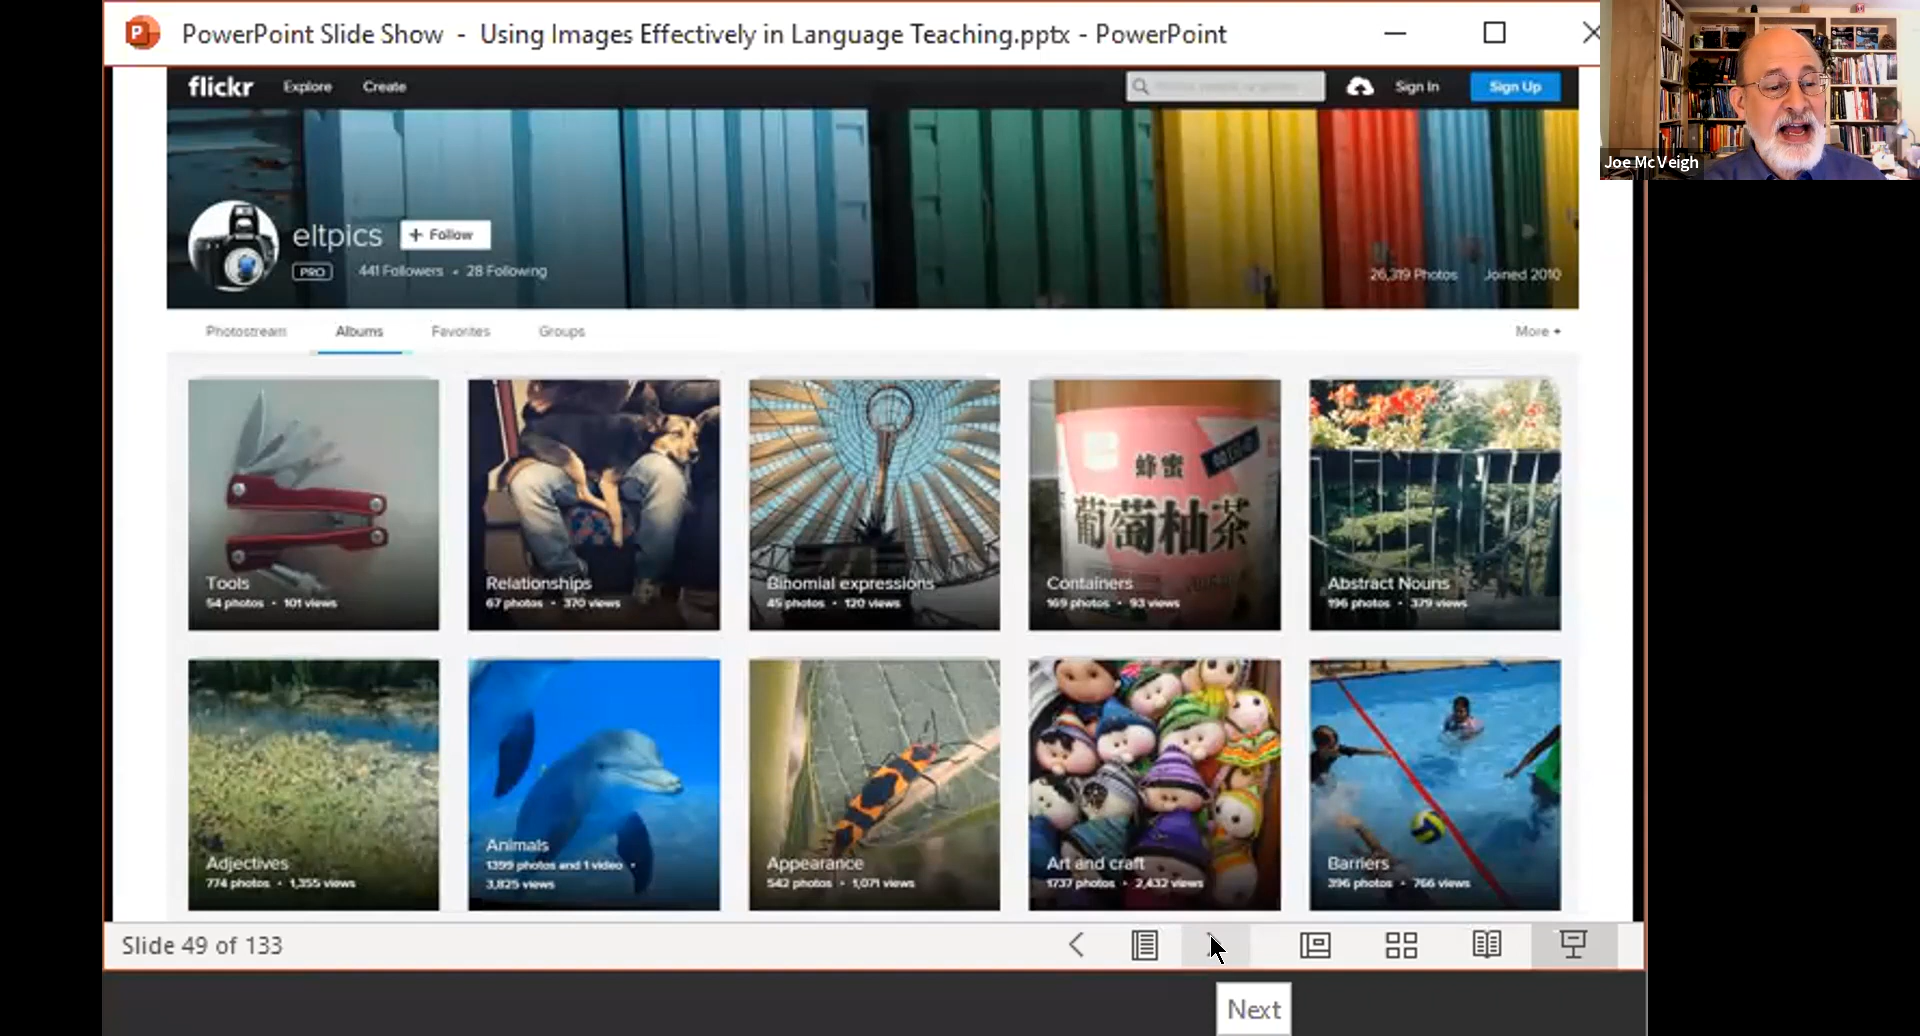 PowerPoint Slide Show - Using Images Effectively in Language Teaching.pptx - PowerPoint
Joe McVeigh
flickr Explore Create Sign In Sign Up
eltpics + Follow
PRO 441 Followers • 28 Following 26,319 Photos Joined 2010
Photostream Albums Favorites Groups More
蜂蜜
葡萄柚茶
Tools
54 photos • 101 views
Relationships
67 photos • 370 views
Binomial expressions
45 photos • 120 views
Containers
169 photos • 93 views
Abstract Nouns
196 photos • 379 views
Adjectives
774 photos • 1,355 views
Animals
1399 photos and 1 video •
3,825 views
Appearance
542 photos • 1,071 views
Art and craft
1737 photos • 2,432 views
Barriers
396 photos • 766 views
Slide 49 of 133
Next